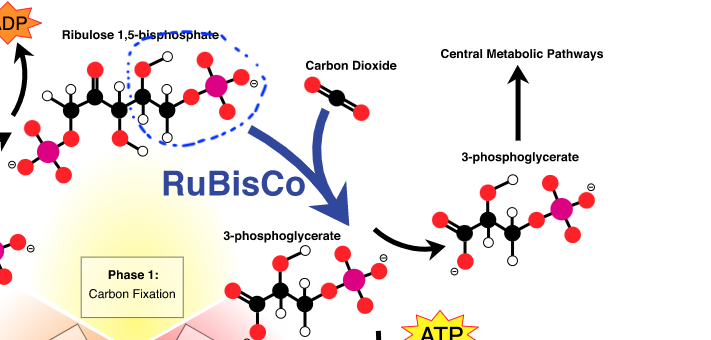 ADP
Ribulose 1,5-bisphosphate
Carbon Dioxide
Central Metabolic Pathways
3-phosphoglycerate
RuBisCo
3-phosphoglycerate
Phase 1:
Carbon Fixation
ATP